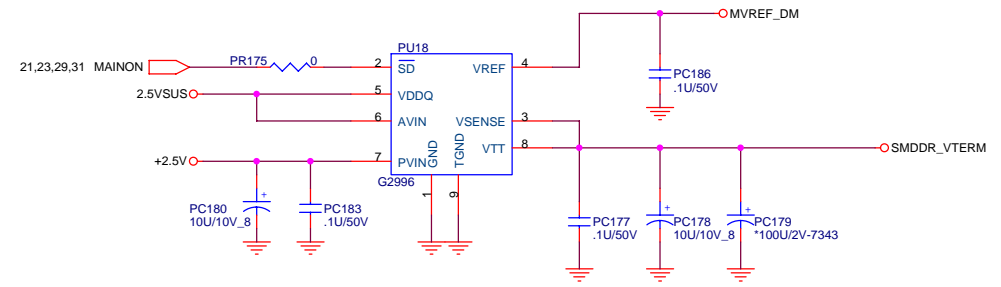 MVREF_DM
PU18
21,23,29,31 MAINON
PR175 0
2 SD VREF 4
PC186
.1U/50V
2.5VSUS
5 VDDQ
6 AVIN VSENSE 3
VTT 8
SMDDR_VTERM
+2.5V
7 PVIN
GND
TGND
G2996
1
9
+
PC180
10U/10V_8
PC183
.1U/50V
PC177
.1U/50V
+
PC178
10U/10V_8
+
PC179
*100U/2V-7343